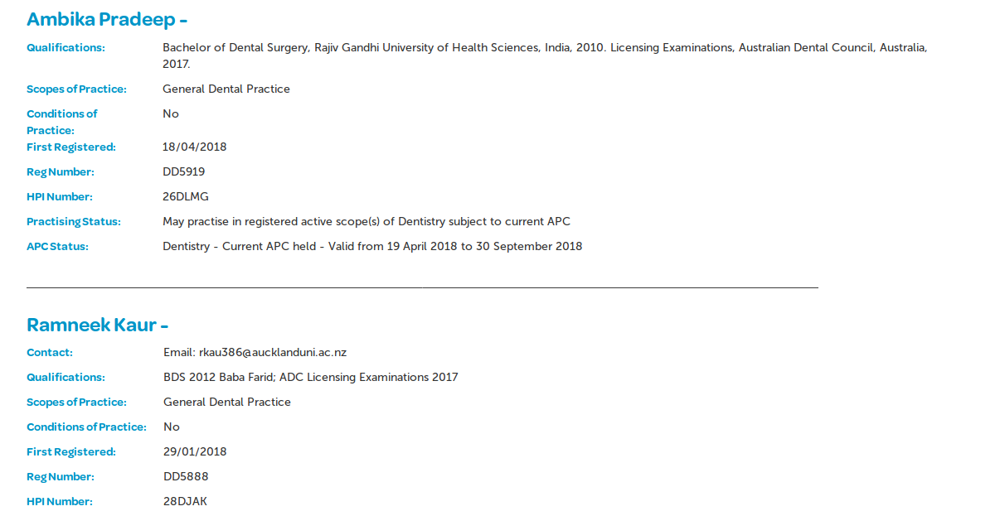 Ambika Pradeep -
Qualifications: Bachelor of Dental Surgery, Rajiv Gandhi University of Health Sciences, India, 2010. Licensing Examinations, Australian Dental Council, Australia,
2017.
Scopes of Practice: General Dental Practice
Conditions of No
Practice:
First Registered: 18/04/2018
Reg Number: DD5919
HPI Number: 26DLMG
Practising Status: May practise in registered active scope(s) of Dentistry subject to current APC
APC Status: Dentistry - Current APC held - Valid from 19 April 2018 to 30 September 2018
Ramneek Kaur -
Contact: Email: rkau386@aucklanduni.ac.nz
Qualifications: BDS 2012 Baba Farid; ADC Licensing Examinations 2017
Scopes of Practice: General Dental Practice
Conditions of Practice: No
First Registered: 29/01/2018
Reg Number: DD5888
HPI Number: 28DJAK